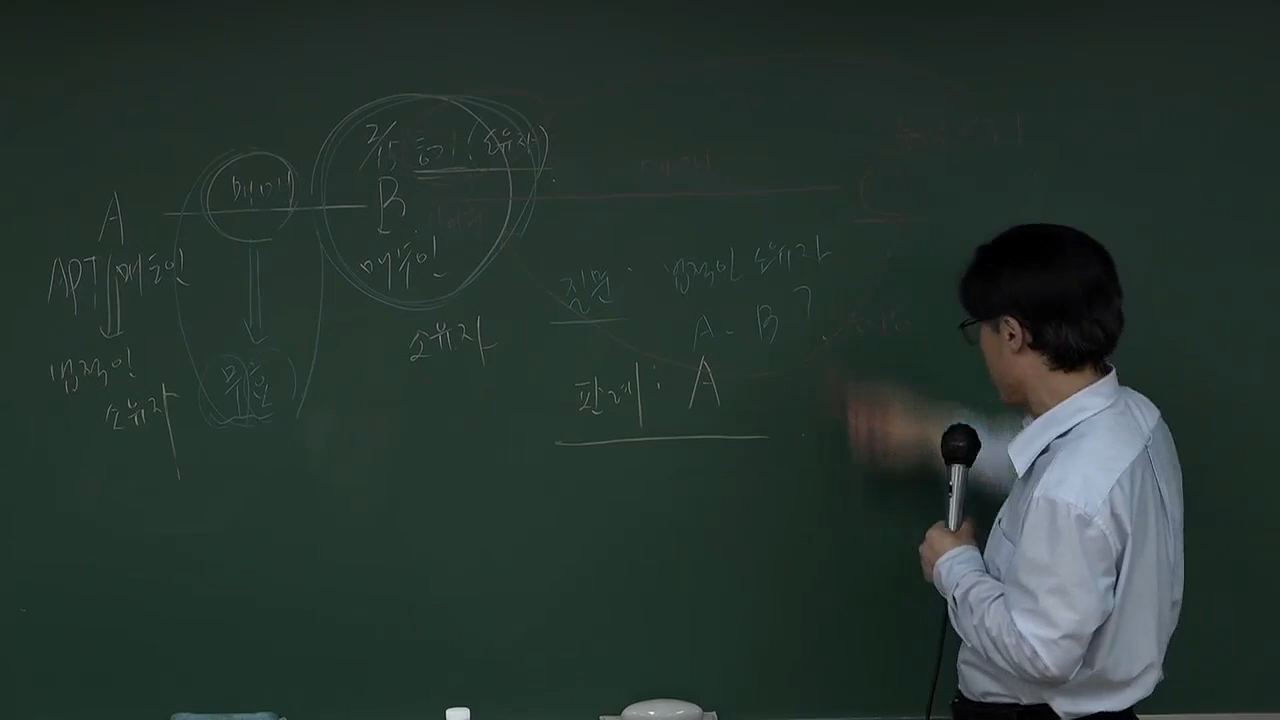 2/15 등기 (소유자)
매매
A
B
APT 매도인
매수인
법적인
소유자
무효
소유자
질문: 법적인 소유자
A - B?
판례: A
C